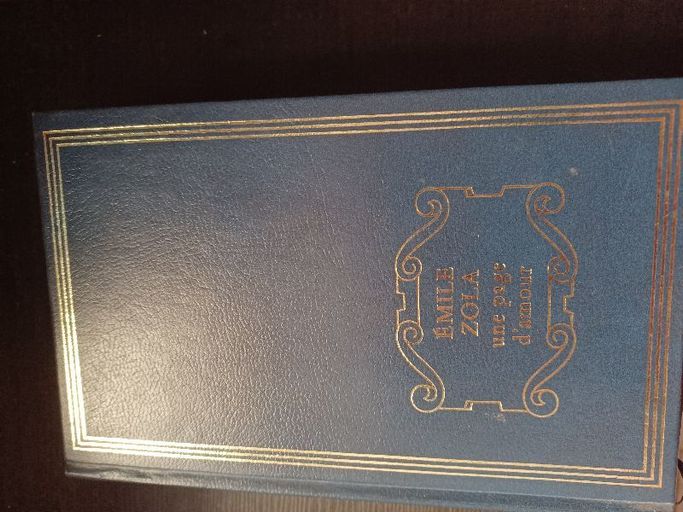 ÉMILE
ZOLA
une page
d'amour